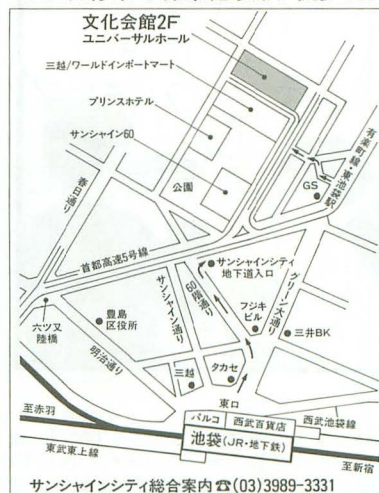 文化会館2F
ユニバーサルホール
三越/ワールドインポートマート
プリンスホテル
サンシャイン60
公園
GS
有楽町線・東池袋駅
春日通り
首都高速5号線
サンシャインシティ
地下道入口
60階通り
サンシャイン通り
グリーン大通り
フジキ
ビル
三井BK
豊島
区役所
六ツ又
陸橋
明治通り
三越
タカセ
東口
パルコ
西武百貨店
西武池袋線
至赤羽
池袋(JR・地下鉄)
東武東上線
至新宿
サンシャインシティ総合案内☎(03)3989-3331